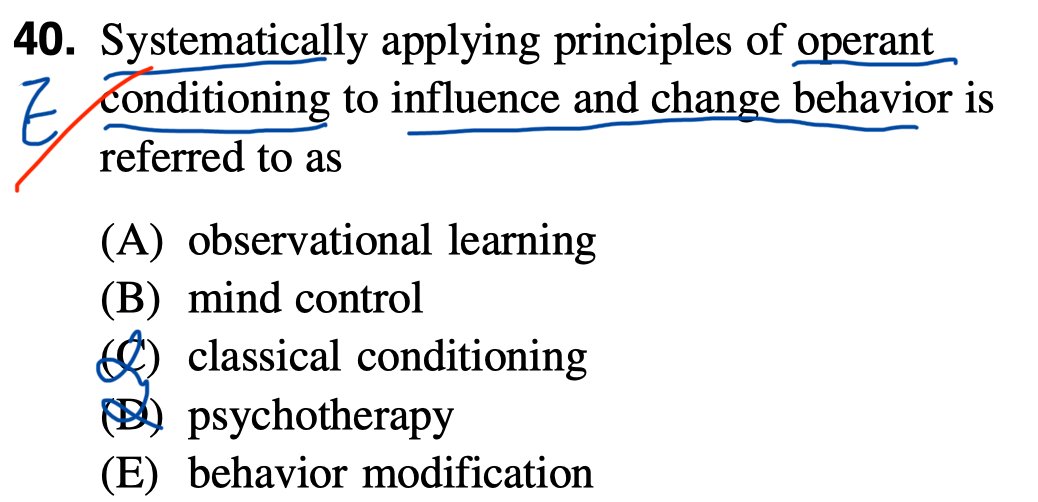 40. Systematically applying principles of operant
conditioning to influence and change behavior is
E
referred to as
(A) observational learning
(B) mind control
(C) classical conditioning
(D) psychotherapy
(E) behavior modification